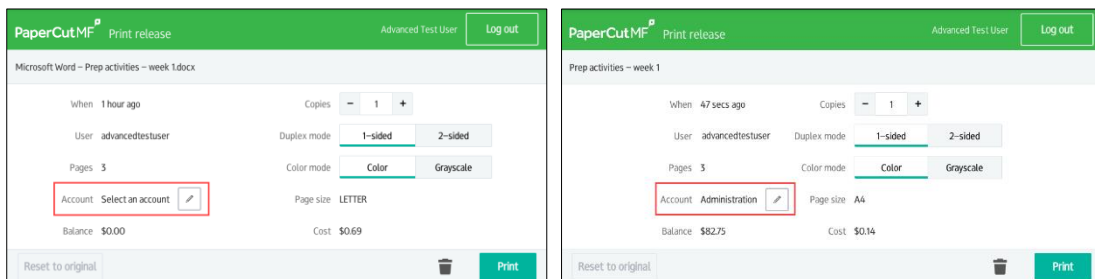 PaperCutMF Print release Advanced Test User Log out
Microsoft Word – Prep activities – week 1.docx
When 1 hour ago Copies − 1 +
User advancedtestuser Duplex mode 1–sided 2–sided
Pages 3 Color mode Color Grayscale
Account Select an account Page size LETTER
Balance $0.00 Cost $0.69
Reset to original Print
PaperCutMF Print release Advanced Test User Log out
Prep activities – week 1
When 47 secs ago Copies − 1 +
User advancedtestuser Duplex mode 1–sided 2–sided
Pages 3 Color mode Color Grayscale
Account Administration Page size A4
Balance $82.75 Cost $0.14
Reset to original Print